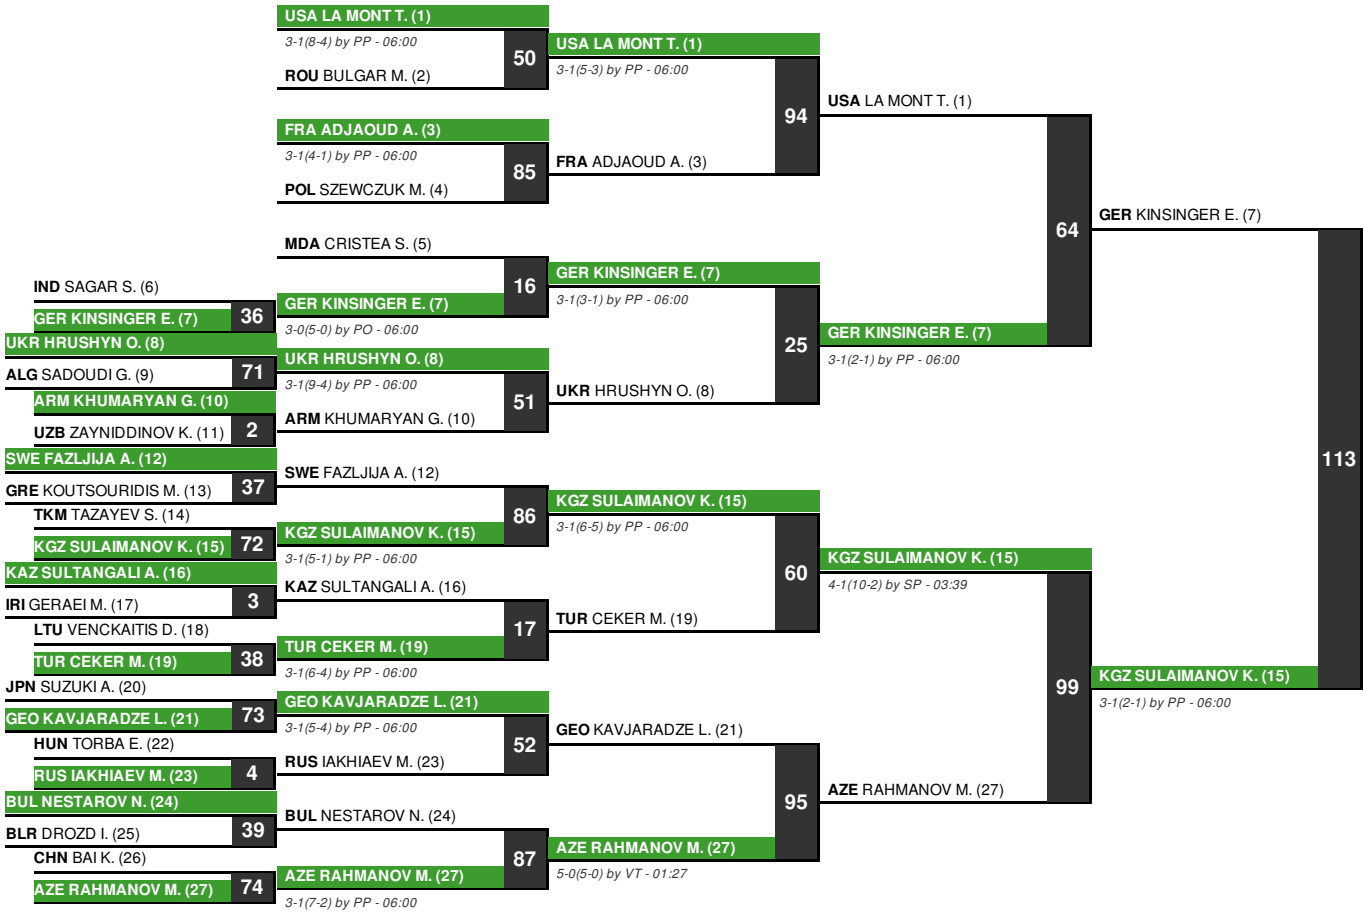 USA LA MONT T. (1)
3-1(8-4) by PP - 06:00
50
ROU BULGAR M. (2)
USA LA MONT T. (1)
3-1(5-3) by PP - 06:00
94
FRA ADJAOUD A. (3)
3-1(4-1) by PP - 06:00
85
POL SZEWCZUK M. (4)
FRA ADJAOUD A. (3)
USA LA MONT T. (1)
64
MDA CRISTEA S. (5)
16
IND SAGAR S. (6)
36
GER KINSINGER E. (7)
GER KINSINGER E. (7)
3-0(5-0) by PO - 06:00
GER KINSINGER E. (7)
3-1(3-1) by PP - 06:00
25
GER KINSINGER E. (7)
3-1(2-1) by PP - 06:00
GER KINSINGER E. (7)
113
UKR HRUSHYN O. (8)
71
ALG SADOUDI G. (9)
UKR HRUSHYN O. (8)
3-1(9-4) by PP - 06:00
51
UKR HRUSHYN O. (8)
ARM KHUMARYAN G. (10)
2
UZB ZAYNIDDINOV K. (11)
ARM KHUMARYAN G. (10)
SWE FAZLJIJA A. (12)
37
GRE KOUTSOURIDIS M. (13)
SWE FAZLJIJA A. (12)
86
TKM TAZAYEV S. (14)
72
KGZ SULAIMANOV K. (15)
KGZ SULAIMANOV K. (15)
3-1(5-1) by PP - 06:00
KGZ SULAIMANOV K. (15)
3-1(6-5) by PP - 06:00
60
KGZ SULAIMANOV K. (15)
4-1(10-2) by SP - 03:39
99
KGZ SULAIMANOV K. (15)
3-1(2-1) by PP - 06:00
KAZ SULTANGALI A. (16)
3
IRI GERAEI M. (17)
KAZ SULTANGALI A. (16)
17
LTU VENCKAITIS D. (18)
38
TUR CEKER M. (19)
TUR CEKER M. (19)
3-1(6-4) by PP - 06:00
TUR CEKER M. (19)
JPN SUZUKI A. (20)
73
GEO KAVJARADZE L. (21)
GEO KAVJARADZE L. (21)
3-1(5-4) by PP - 06:00
52
GEO KAVJARADZE L. (21)
95
HUN TORBA E. (22)
4
RUS IAKHIAEV M. (23)
RUS IAKHIAEV M. (23)
BUL NESTAROV N. (24)
39
BLR DROZD I. (25)
BUL NESTAROV N. (24)
87
CHN BAI K. (26)
74
AZE RAHMANOV M. (27)
AZE RAHMANOV M. (27)
3-1(7-2) by PP - 06:00
AZE RAHMANOV M. (27)
5-0(5-0) by VT - 01:27
AZE RAHMANOV M. (27)